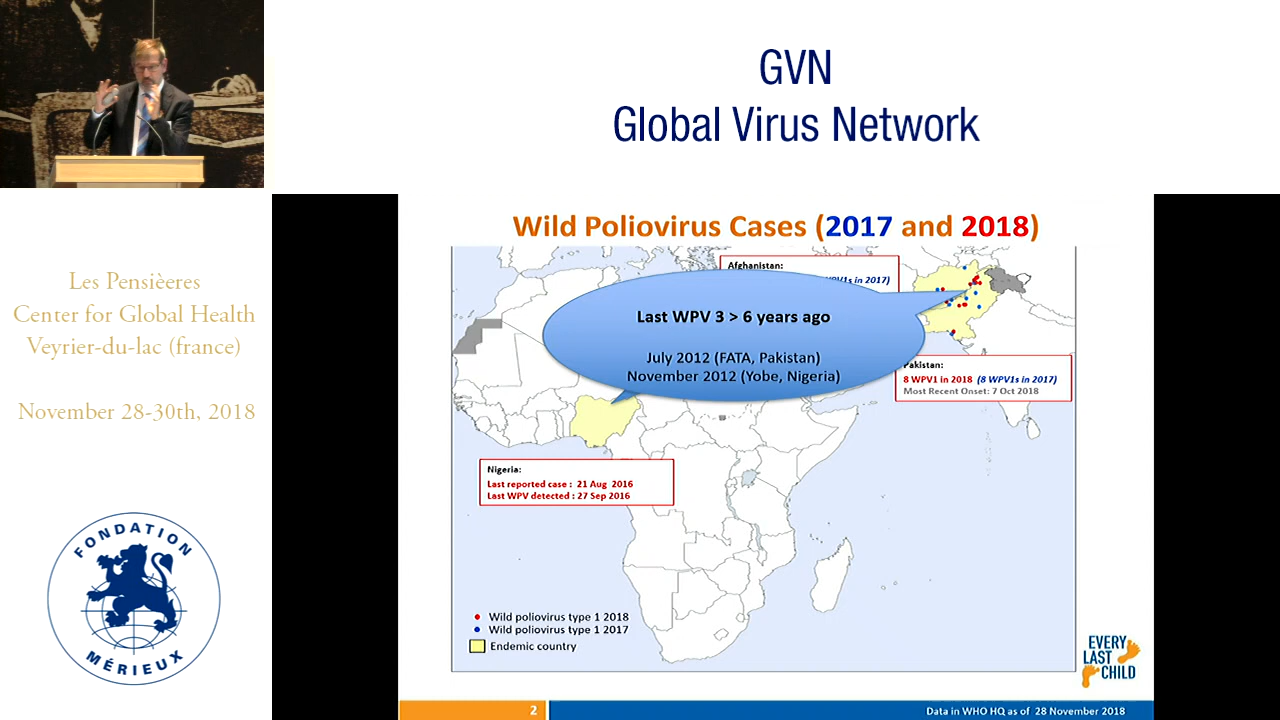 GVN
Global Virus Network
Les Pensièeres
Center for Global Health
Veyrier-du-lac (france)
November 28-30th, 2018
FONDATION
MÉRIEUX
Wild Poliovirus Cases (2017 and 2018)
Afghanistan:
WPV1s in 2017)
Last WPV 3 > 6 years ago
July 2012 (FATA, Pakistan)
November 2012 (Yobe, Nigeria)
Pakistan:
8 WPV1 in 2018 (8 WPV1s in 2017)
Most Recent Onset: 7 Oct 2018
Nigeria:
Last reported case : 21 Aug 2016
Last WPV detected : 27 Sep 2016
Wild poliovirus type 1 2018
Wild poliovirus type 1 2017
Endemic country
EVERY
LAST
CHILD
2
Data in WHO HQ as of 28 November 2018